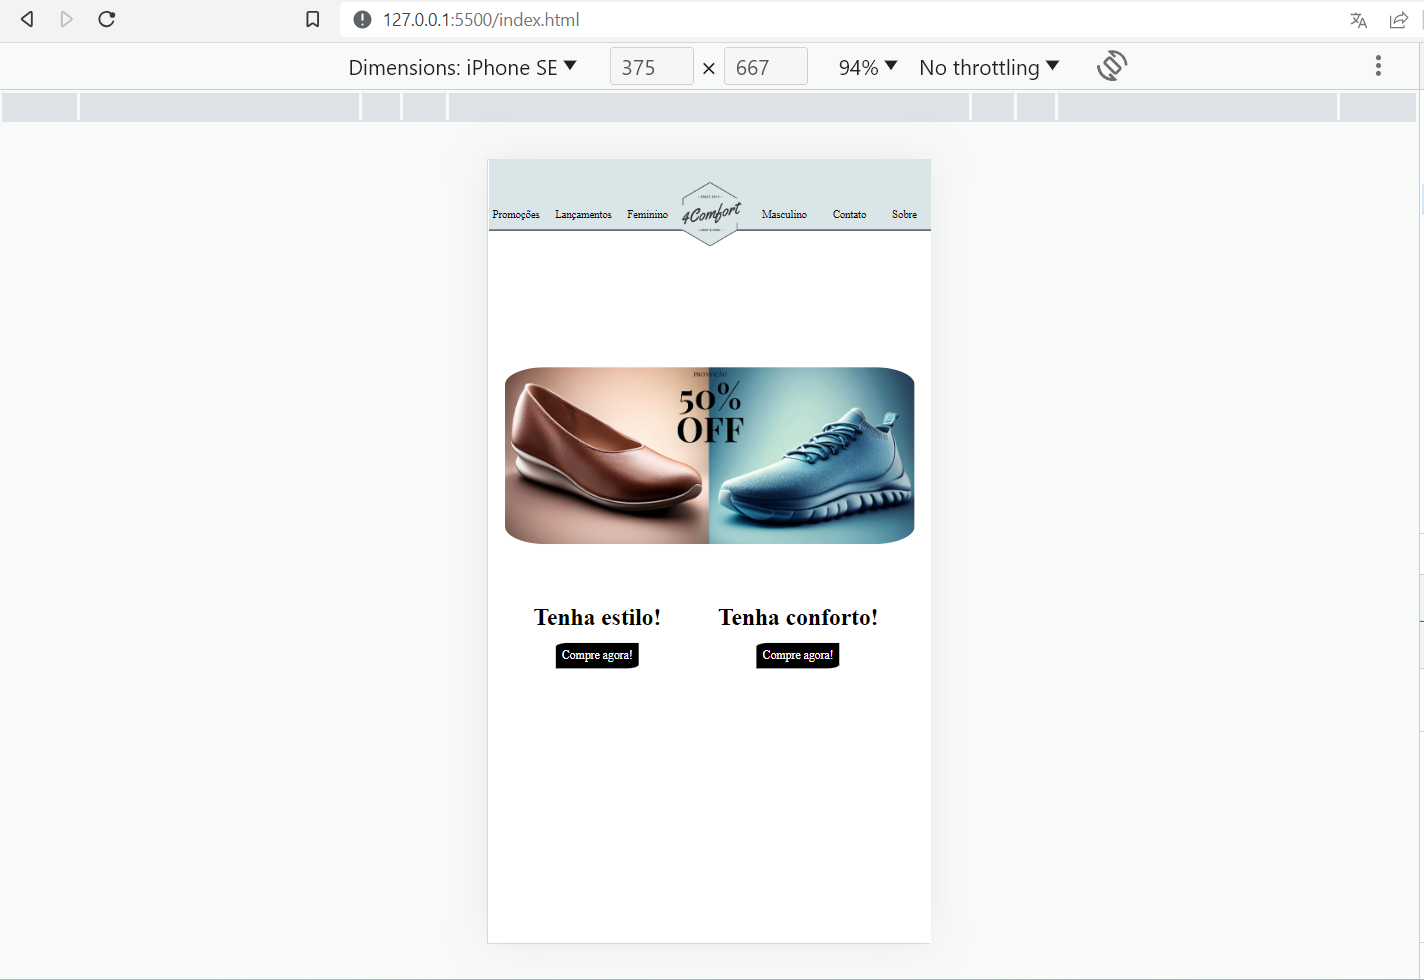 127.0.0.1:5500/index.html
Dimensions: iPhone SE
375 × 667
94%
No throttling
Promoções
Lançamentos
Feminino
4Comfort
Masculino
Contato
Sobre
PROMOÇÃO
50%
OFF
Tenha estilo!
Tenha conforto!
Compre agora!
Compre agora!